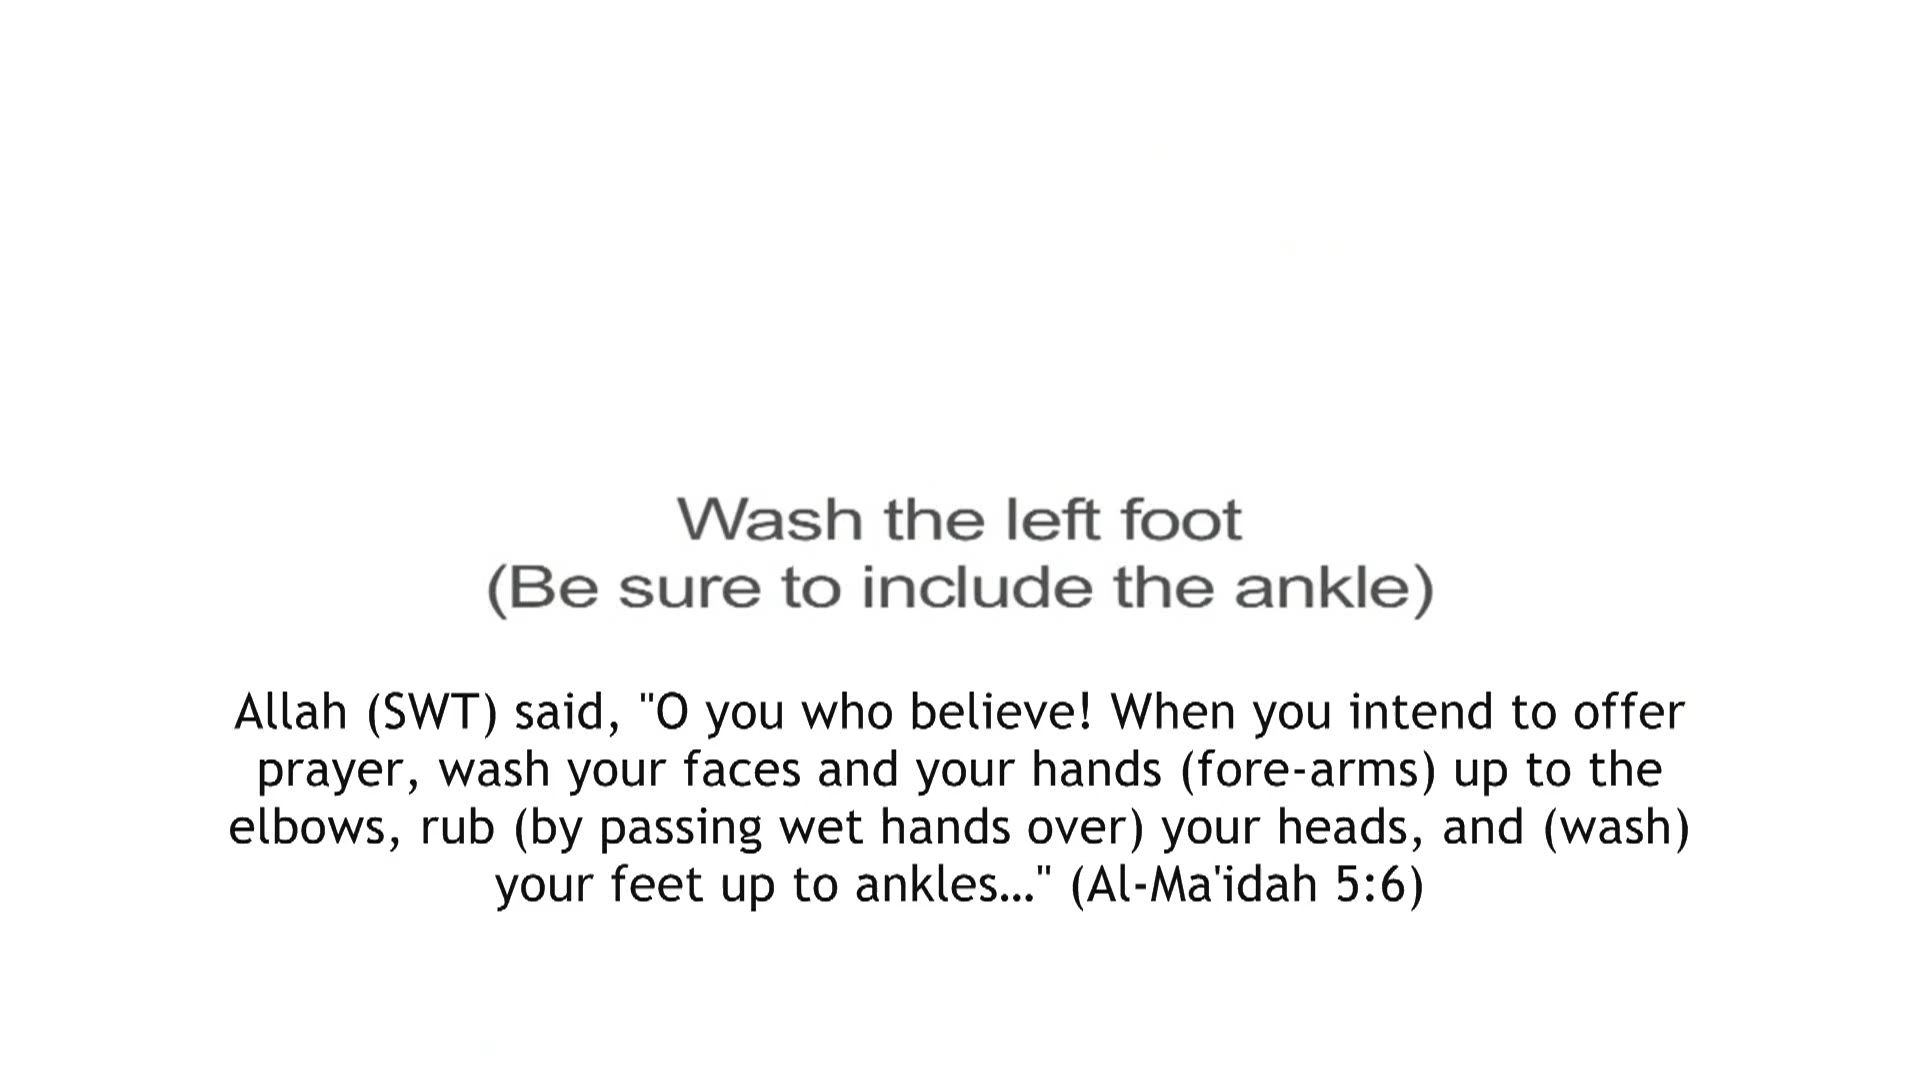 Wash the left foot
(Be sure to include the ankle)
Allah (SWT) said, "O you who believe! When you intend to offer
prayer, wash your faces and your hands (fore-arms) up to the
elbows, rub (by passing wet hands over) your heads, and (wash)
your feet up to ankles…" (Al-Ma'idah 5:6)